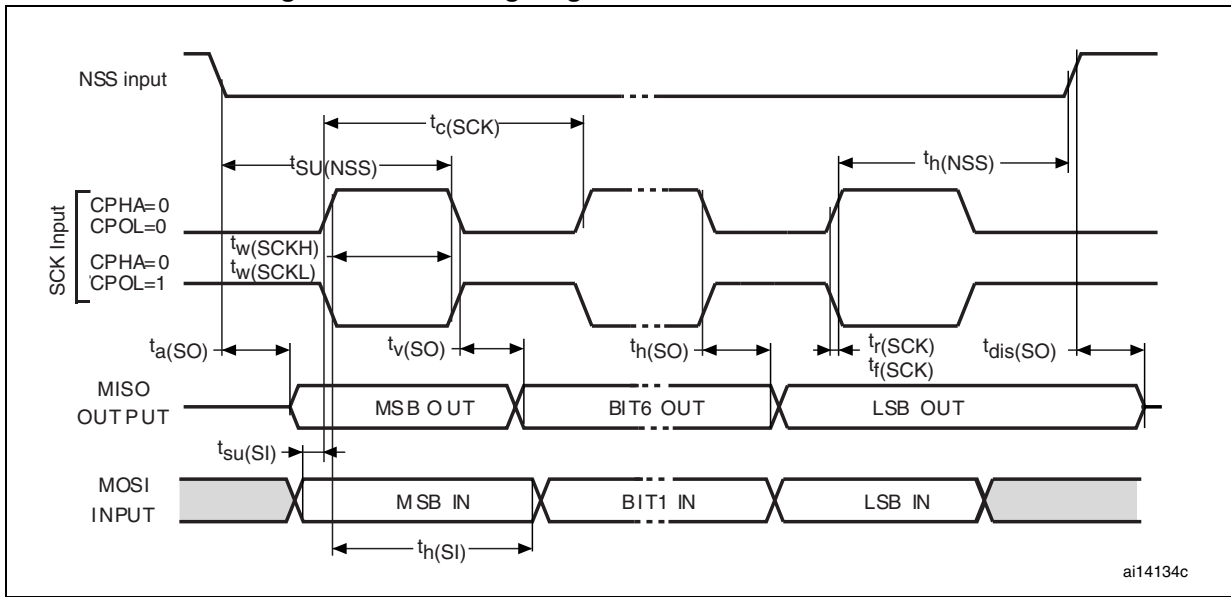 NSS input
tc(SCK)
tSU(NSS)
th(NSS)
SCK Input
CPHA=0
CPOL=0
tw(SCKH)
CPHA=0
tw(SCKL)
CPOL=1
ta(SO)
tv(SO)
th(SO)
tr(SCK)
tf(SCK)
tdis(SO)
MISO
OUTPUT
MSB OUT
BIT6 OUT
LSB OUT
tsu(SI)
MOSI
INPUT
MSB IN
BIT1 IN
LSB IN
th(SI)
ai14134c